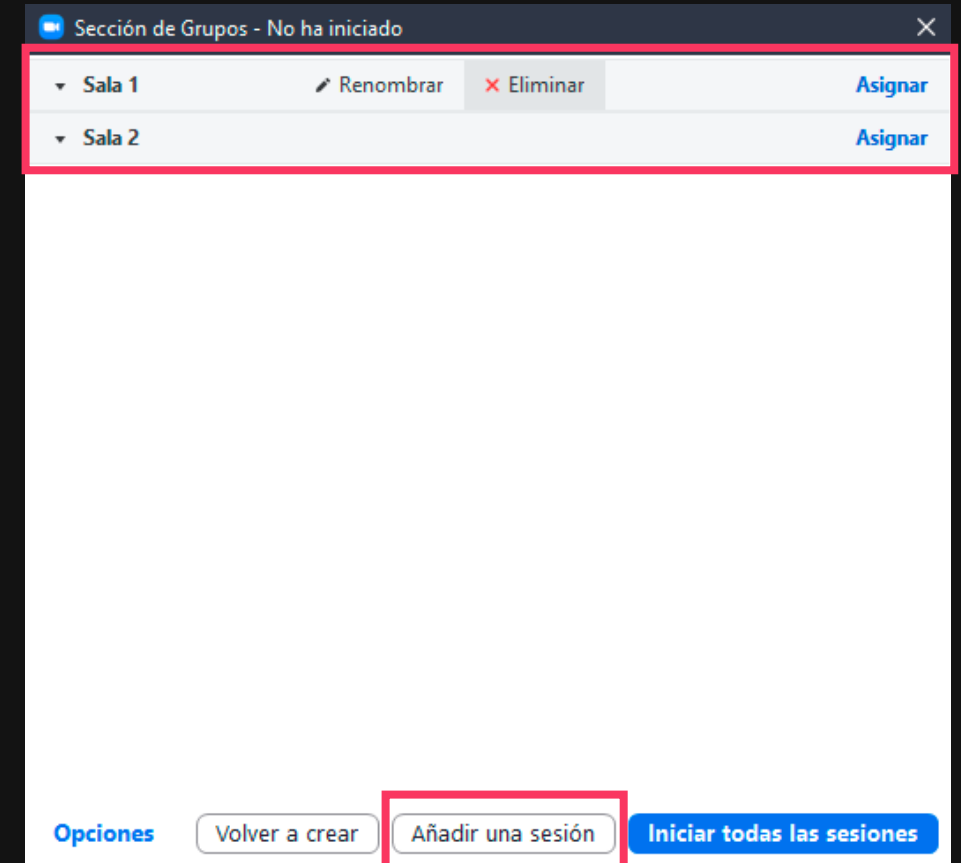 Sección de Grupos - No ha iniciado
Sala 1 Renombrar Eliminar Asignar
Sala 2 Asignar
Opciones Volver a crear Añadir una sesión Iniciar todas las sesiones